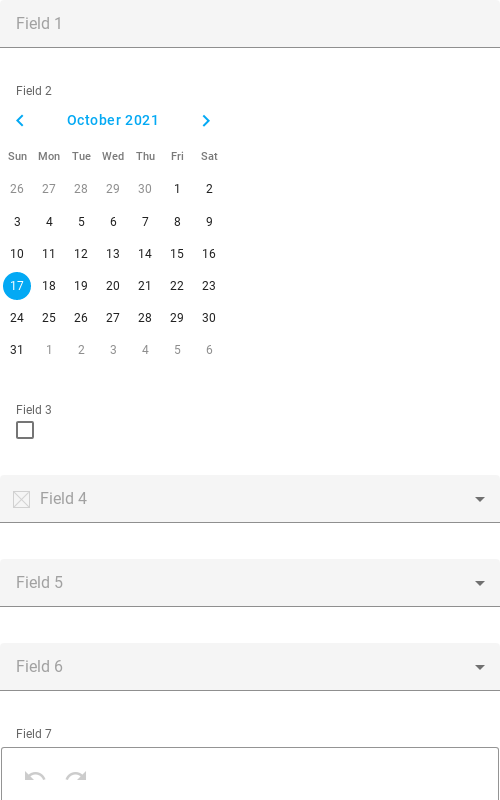 Field 1
Field 2
October 2021
Sun Mon Tue Wed Thu Fri Sat
26 27 28 29 30 1 2
3 4 5 6 7 8 9
10 11 12 13 14 15 16
17 18 19 20 21 22 23
24 25 26 27 28 29 30
31 1 2 3 4 5 6
Field 3
Field 4
Field 5
Field 6
Field 7